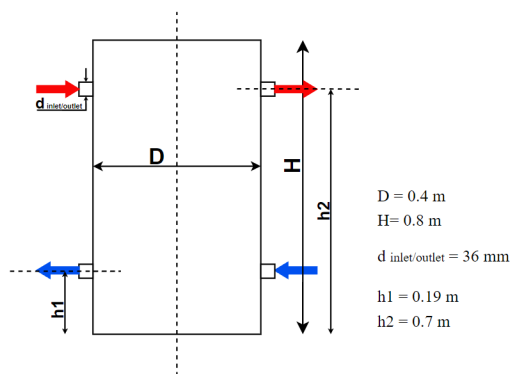 d inlet/outlet
D
H
h2
h1
D = 0.4 m
H= 0.8 m
d inlet/outlet = 36 mm
h1 = 0.19 m
h2 = 0.7 m